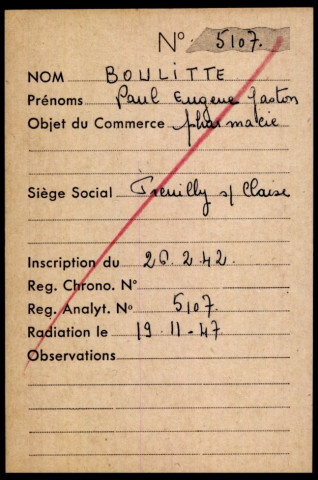 N° 5107.
NOM BOULITTE
Prénoms Paul Eugene Gaston
Objet du Commerce pharmacie
Siège Social Preuilly s/ Claise
Inscription du 26.2.42.
Reg. Chrono. N°
Reg. Analyt. N° 5107.
Radiation le 19-11-47
Observations